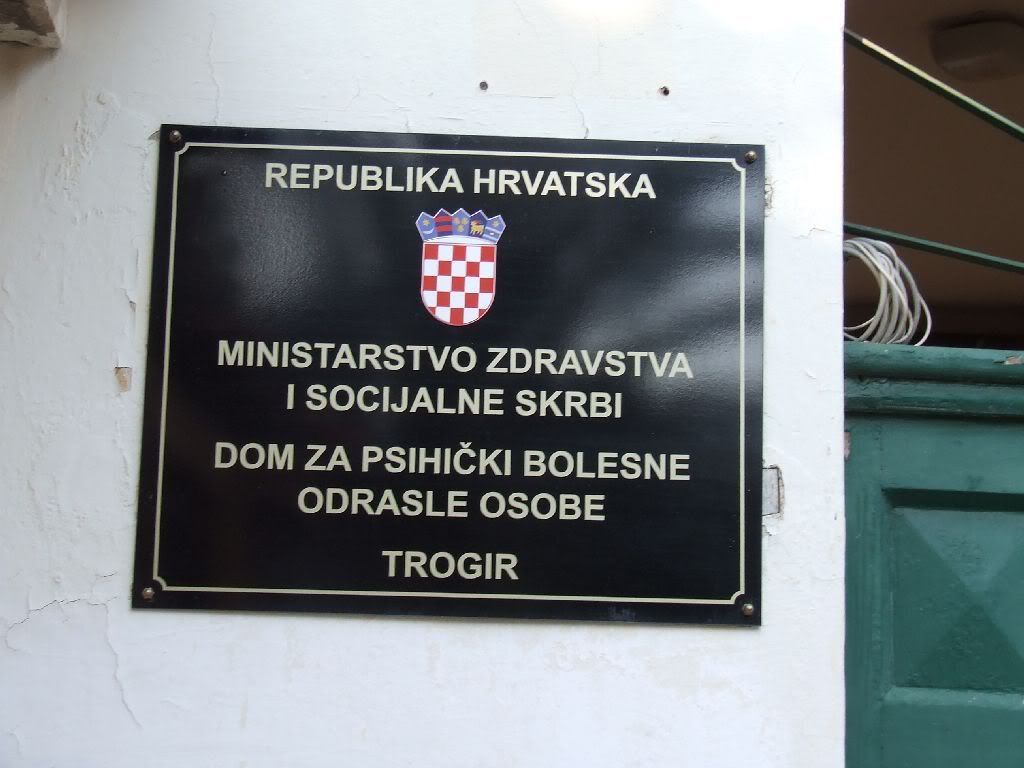 REPUBLIKA HRVATSKA
MINISTARSTVO ZDRAVSTVA
I SOCIJALNE SKRBI
DOM ZA PSIHIČKI BOLESNE
ODRASLE OSOBE
TROGIR